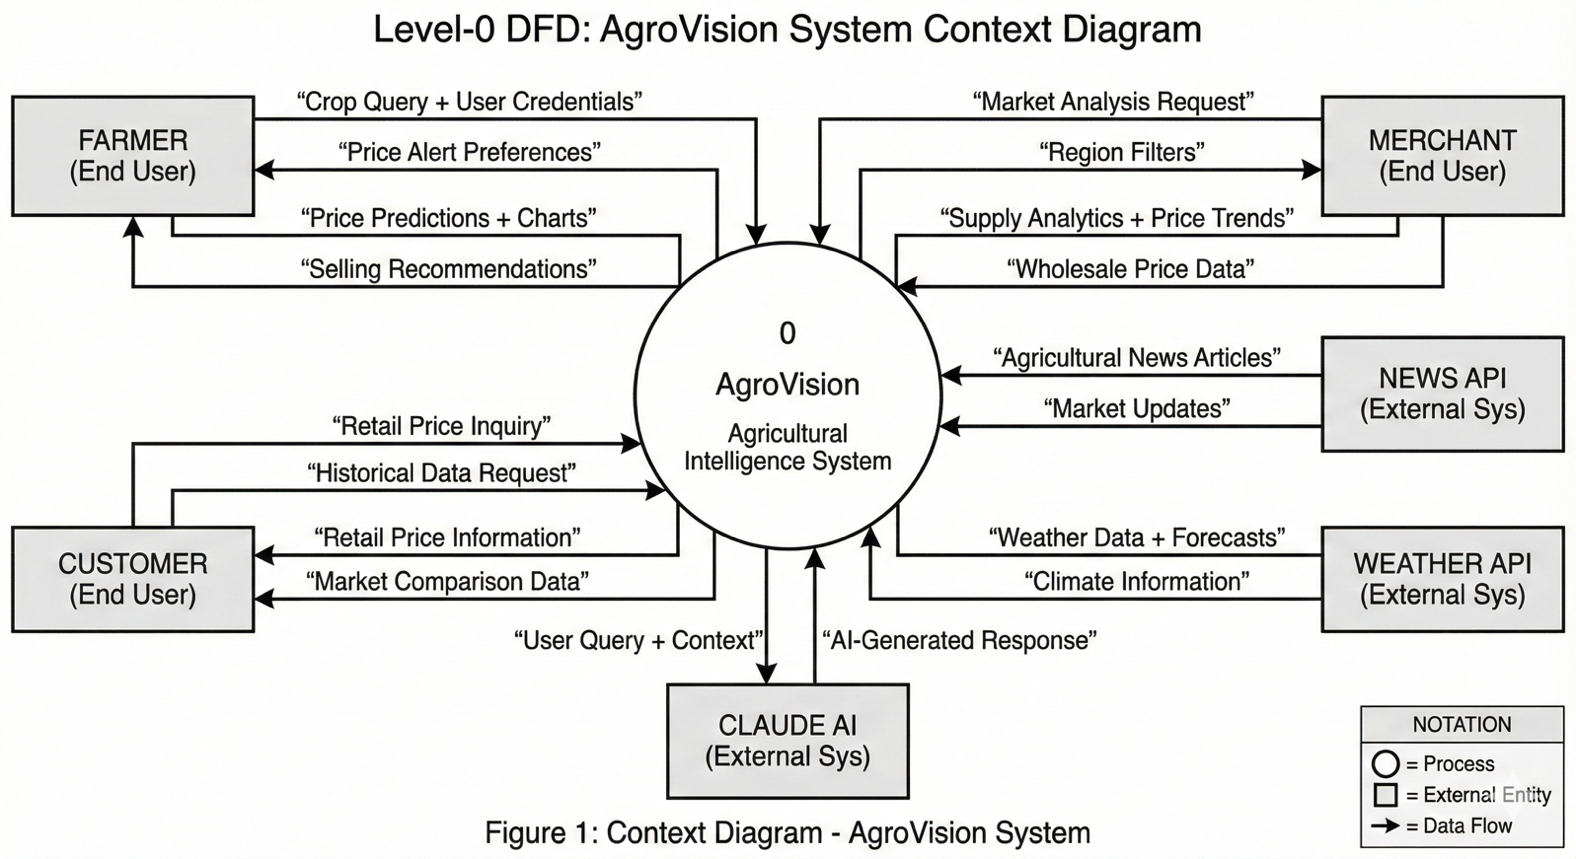 Level-0 DFD: AgroVision System Context Diagram
“Crop Query + User Credentials”
“Market Analysis Request”
FARMER
(End User)
“Price Alert Preferences”
“Region Filters”
MERCHANT
(End User)
“Price Predictions + Charts”
“Supply Analytics + Price Trends”
“Selling Recommendations”
“Wholesale Price Data”
0
AgroVision
Agricultural
Intelligence System
“Agricultural News Articles”
“Market Updates”
NEWS API
(External Sys)
“Retail Price Inquiry”
“Historical Data Request”
CUSTOMER
(End User)
“Retail Price Information”
“Market Comparison Data”
“Weather Data + Forecasts”
“Climate Information”
WEATHER API
(External Sys)
“User Query + Context”
“AI-Generated Response”
CLAUDE AI
(External Sys)
NOTATION
= Process
= External Entity
= Data Flow
Figure 1: Context Diagram - AgroVision System